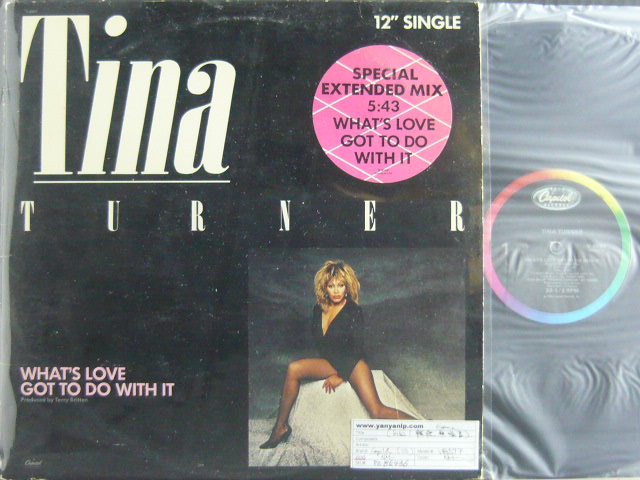 Tina
12" SINGLE
SPECIAL
EXTENDED MIX
5:43
WHAT'S LOVE
GOT TO DO
WITH IT
TURNER
WHAT'S LOVE
GOT TO DO WITH IT
Produced by Terry Britten
Capitol
www.yanyanlp.com
Capitol
TINA TURNER